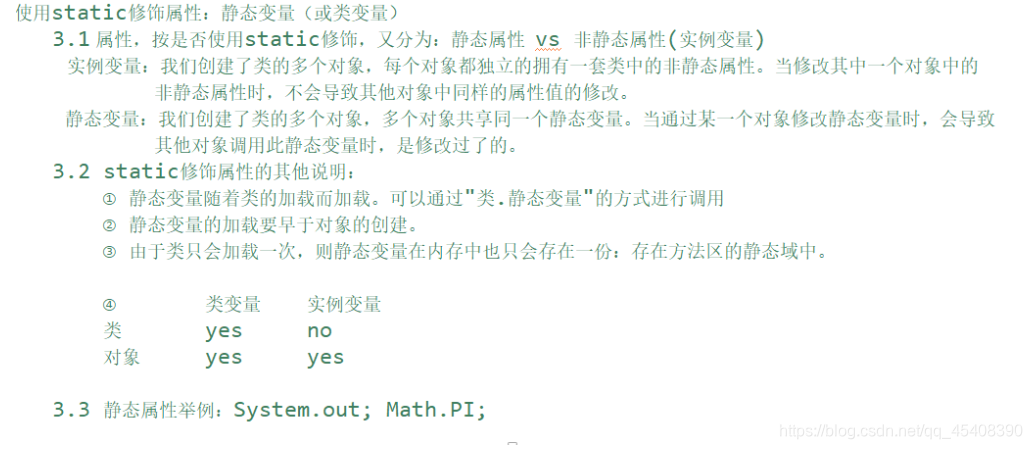 使用static修饰属性：静态变量（或类变量）
3.1 属性，按是否使用static修饰，又分为：静态属性 vs 非静态属性(实例变量)
实例变量：我们创建了类的多个对象，每个对象都独立的拥有一套类中的非静态属性。当修改其中一个对象中的
非静态属性时，不会导致其他对象中同样的属性值的修改。
静态变量：我们创建了类的多个对象，多个对象共享同一个静态变量。当通过某一个对象修改静态变量时，会导致
其他对象调用此静态变量时，是修改过了的。
3.2 static修饰属性的其他说明：
① 静态变量随着类的加载而加载。可以通过"类.静态变量"的方式进行调用
② 静态变量的加载要早于对象的创建。
③ 由于类只会加载一次，则静态变量在内存中也只会存在一份：存在方法区的静态域中。
④ 类变量 实例变量
类 yes no
对象 yes yes
3.3 静态属性举例：System.out; Math.PI;
https://blog.csdn.net/qq_45408390